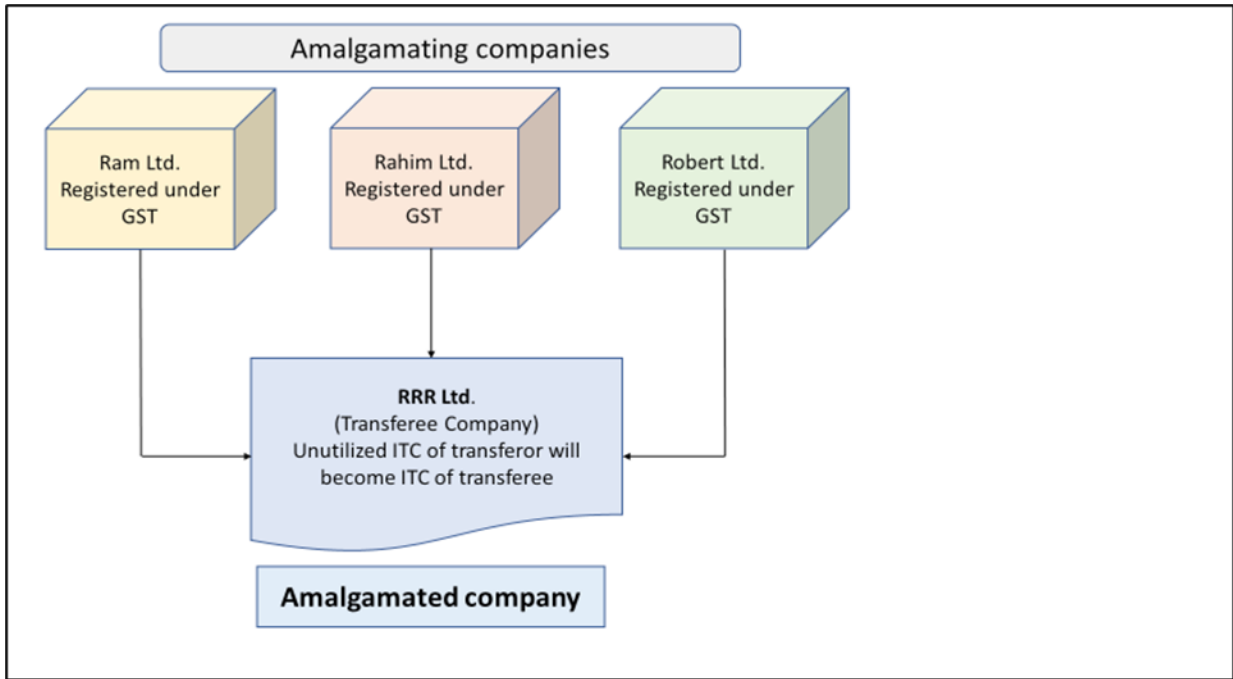 Amalgamating companies
Ram Ltd.
Registered under
GST
Rahim Ltd.
Registered under
GST
Robert Ltd.
Registered under
GST
RRR Ltd.
(Transferee Company)
Unutilized ITC of transferor will
become ITC of transferee
Amalgamated company